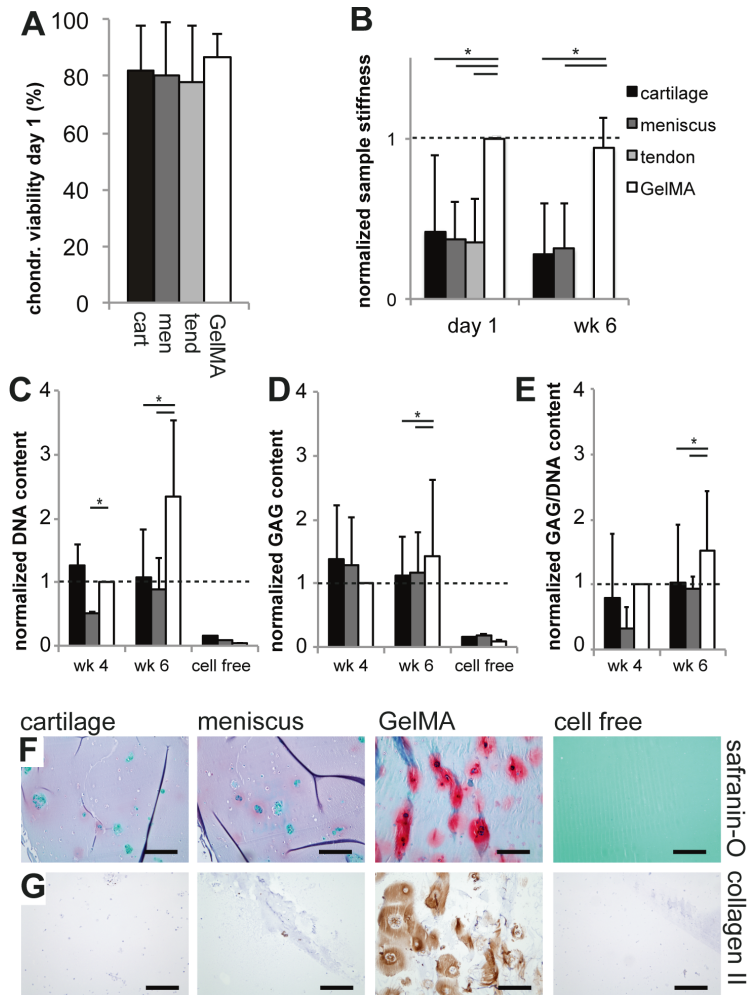 A
chondr. viability day 1 (%)
100
80
60
40
20
0
cart
men
tend
GelMA
B
normalized sample stiffness
1
0
*
*
day 1
wk 6
cartilage
meniscus
tendon
GelMA
C
normalized DNA content
4
3
2
1
0
*
*
wk 4
wk 6
cell free
D
normalized GAG content
4
3
2
1
0
*
wk 4
wk 6
cell free
E
normalized GAG/DNA content
4
3
2
1
0
*
wk 4
wk 6
cartilage
meniscus
GelMA
cell free
F
safranin-O
G
collagen II